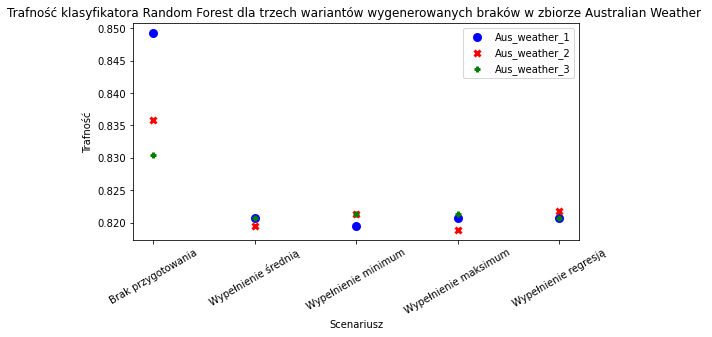 Trafność klasyfikatora Random Forest dla trzech wariantów wygenerowanych braków w zbiorze Australian Weather
0.850
0.845
0.840
0.835
0.830
0.825
0.820
Trafność
Aus_weather_1
Aus_weather_2
Aus_weather_3
Brak przygotowania
Wypełnienie średnią
Wypełnienie minimum
Wypełnienie maksimum
Wypełnienie regresją
Scenariusz